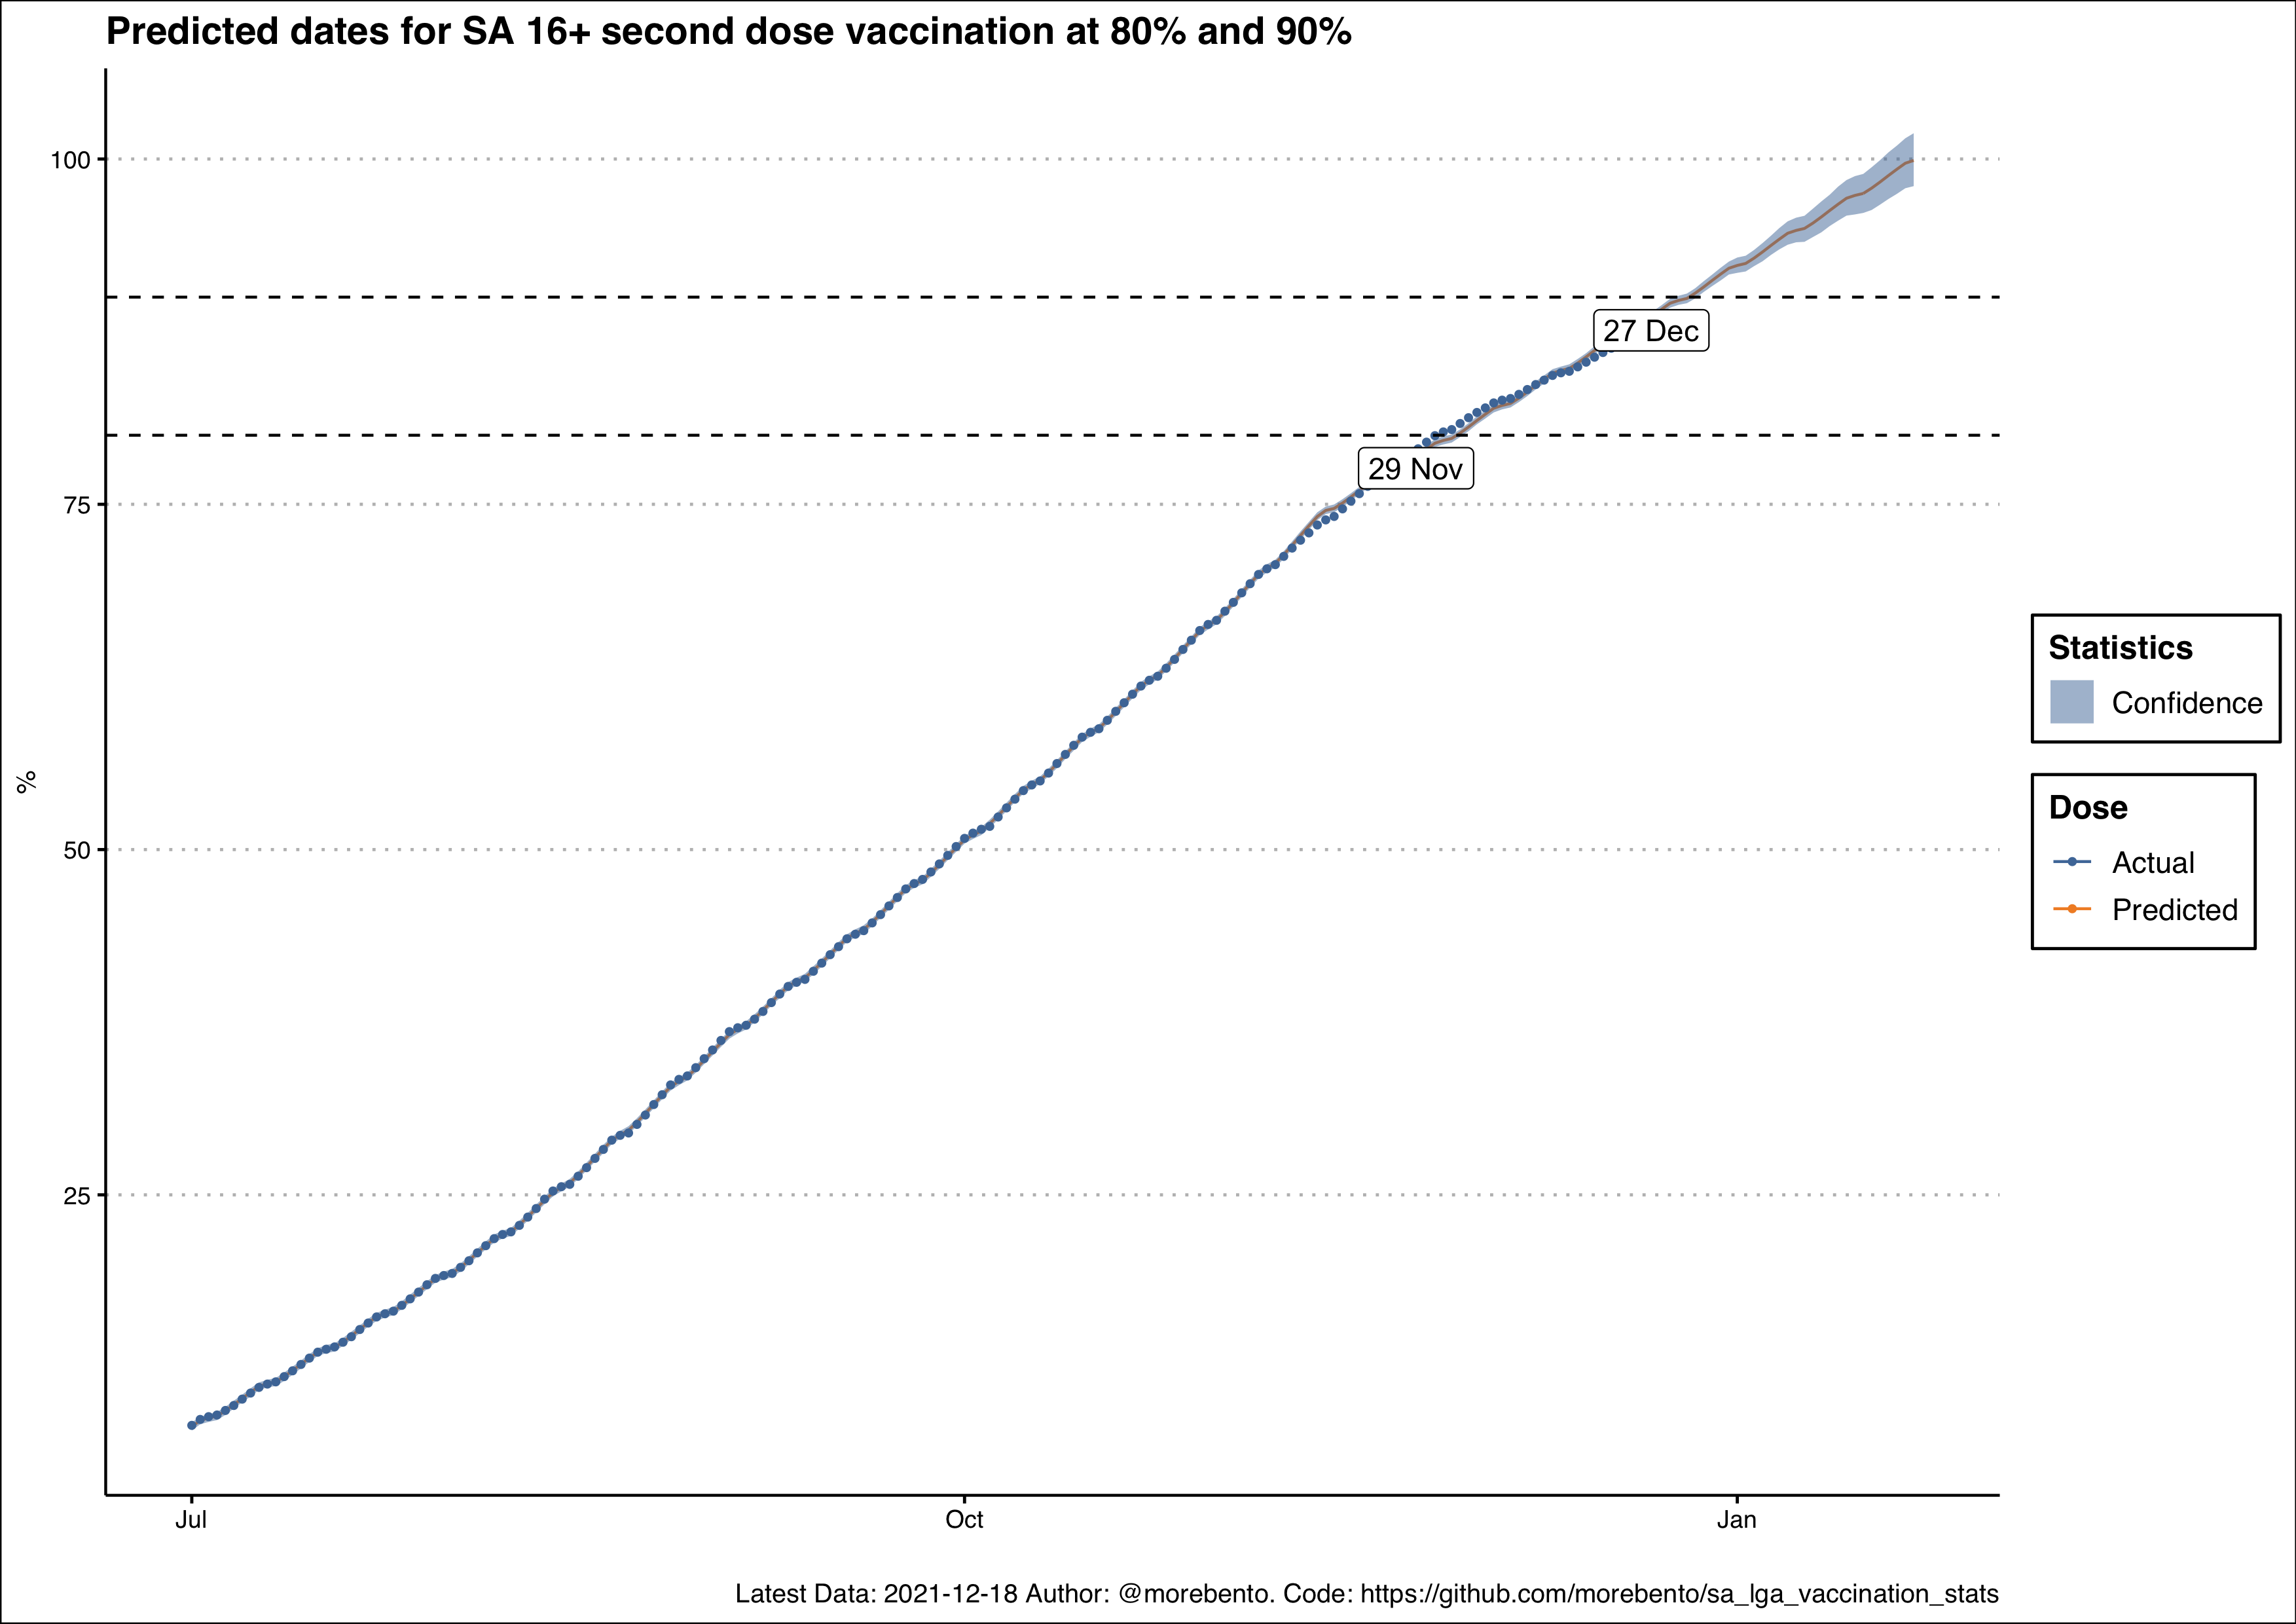 Predicted dates for SA 16+ second dose vaccination at 80% and 90%
100
27 Dec
29 Nov
75
50
25
%
Statistics
Confidence
Dose
Actual
Predicted
Jul
Oct
Jan
Latest Data: 2021-12-18 Author: @morebento. Code: https://github.com/morebento/sa_lga_vaccination_stats